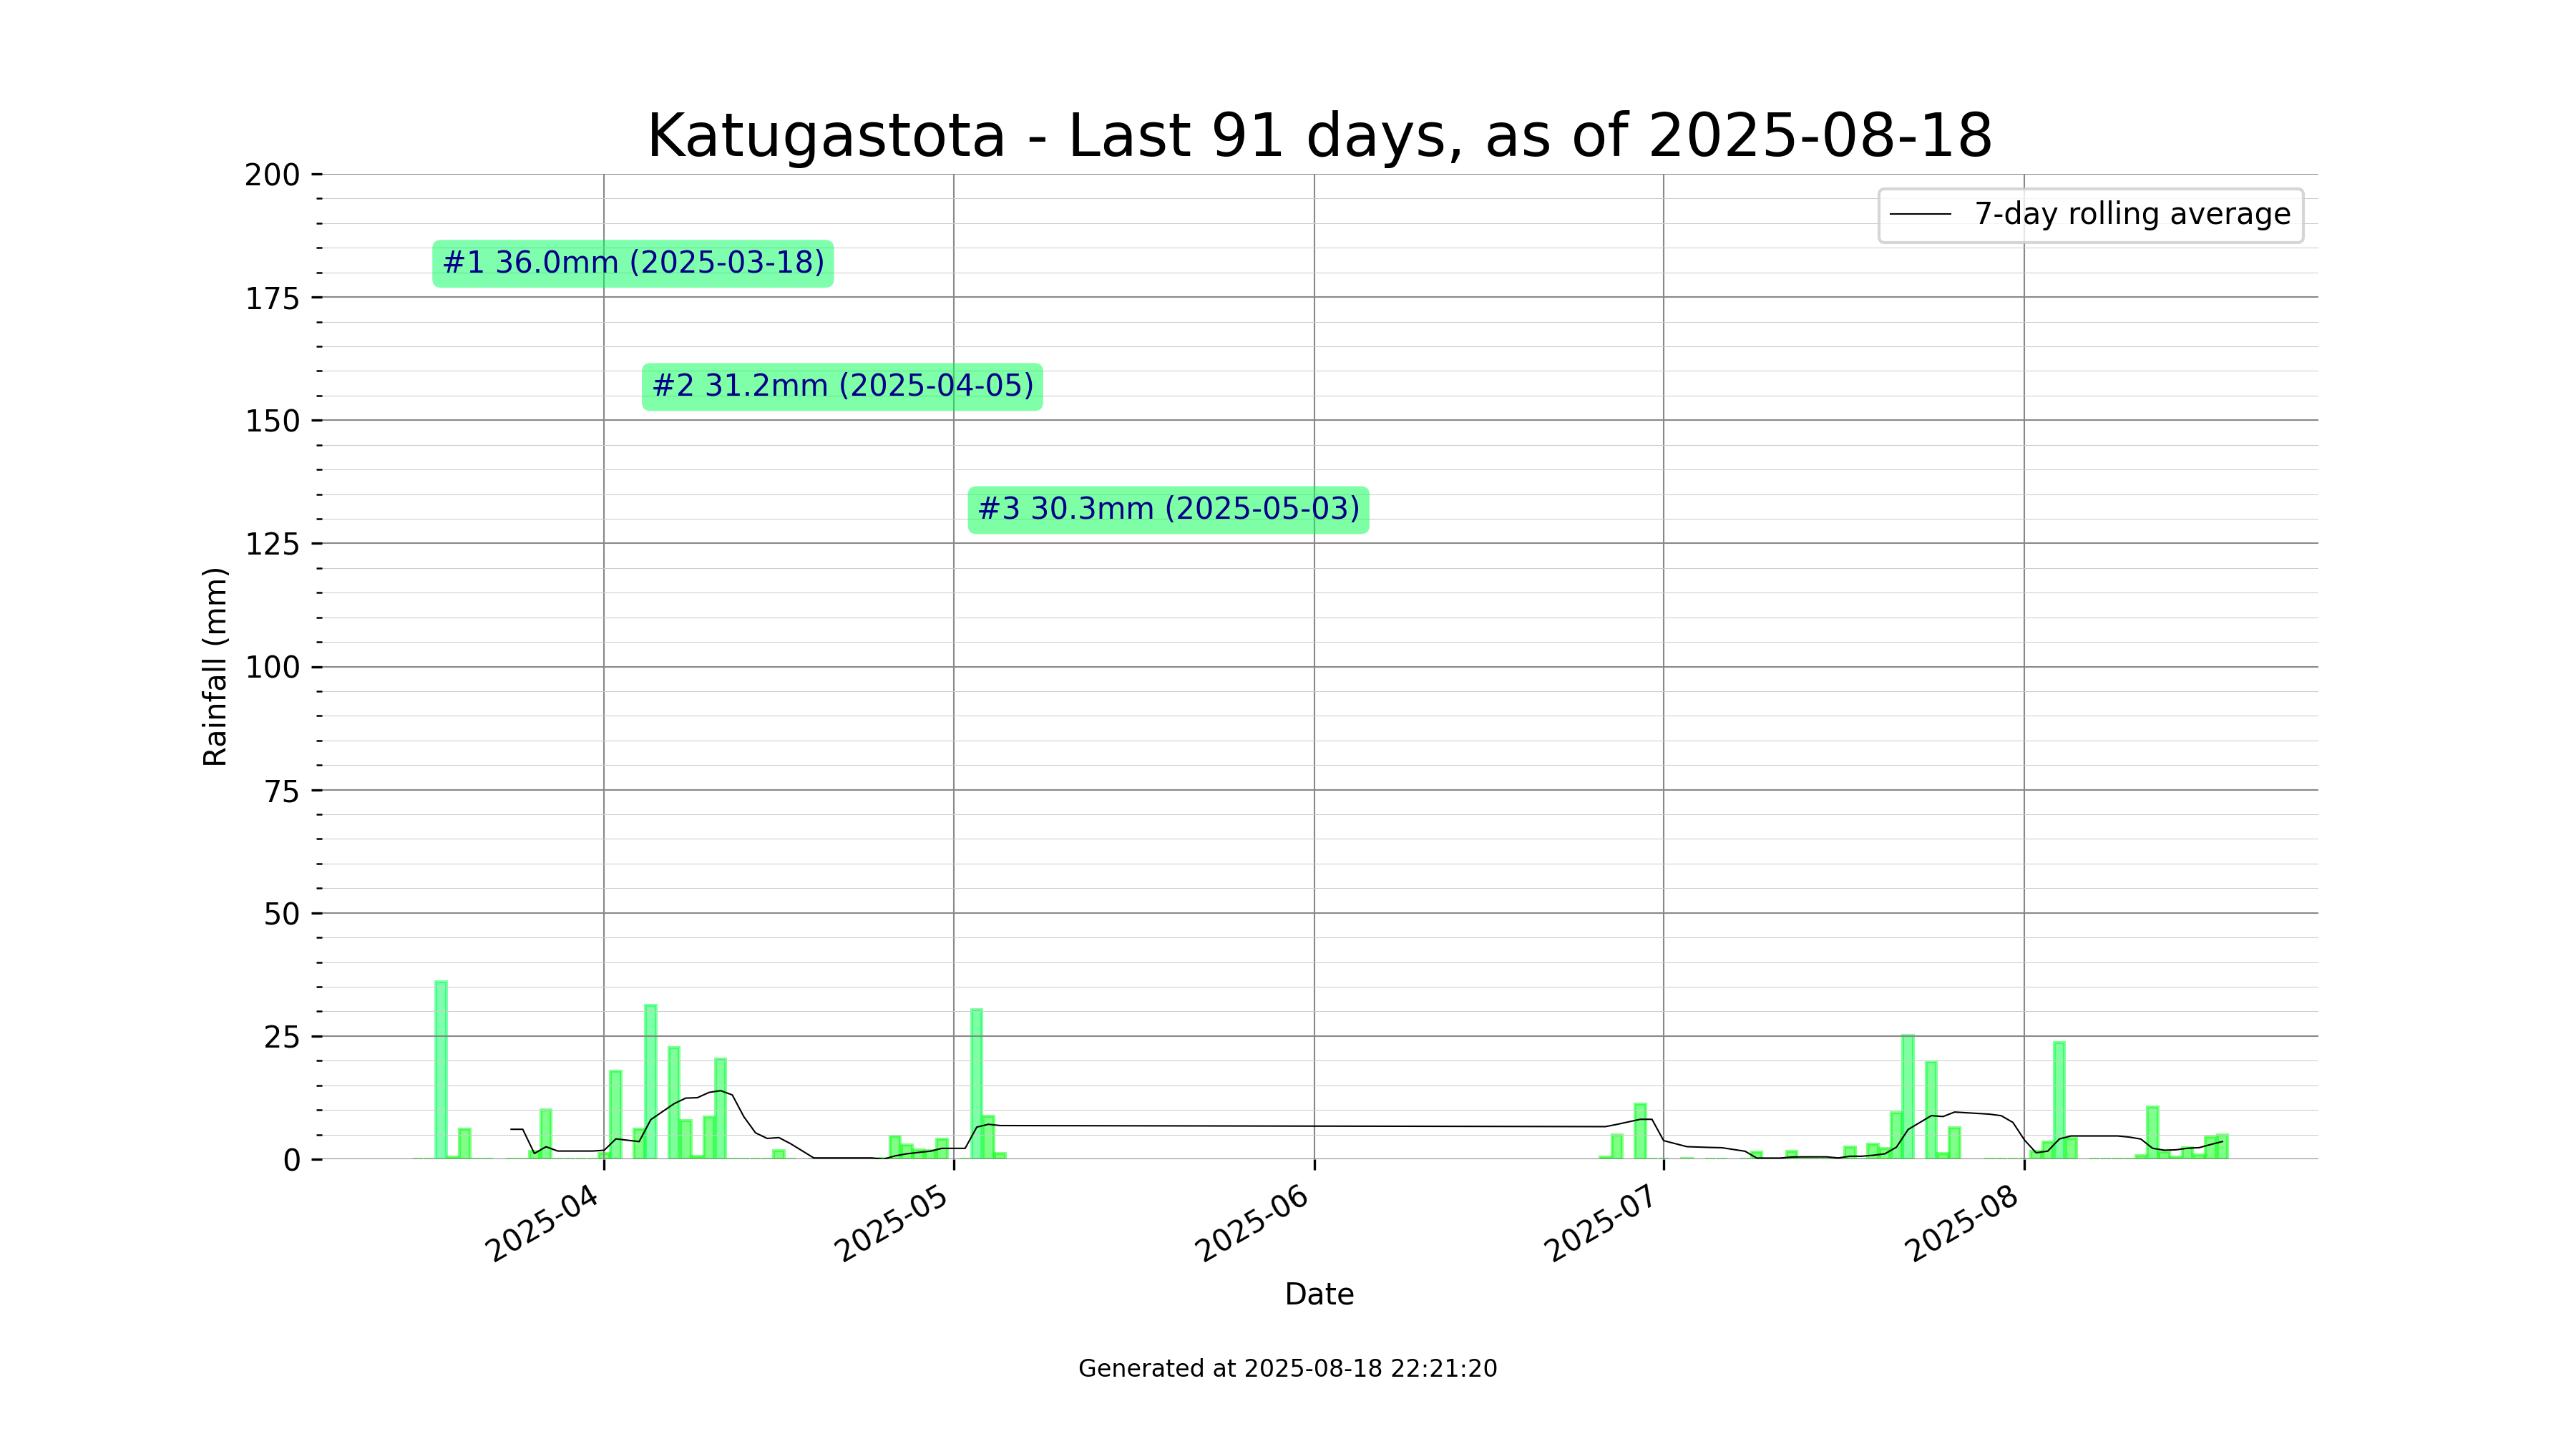 Katugastota - Last 91 days, as of 2025-08-18
7-day rolling average
#1 36.0mm (2025-03-18)
#2 31.2mm (2025-04-05)
#3 30.3mm (2025-05-03)
Rainfall (mm)
200
175
150
125
100
75
50
25
0
2025-04
2025-05
2025-06
2025-07
2025-08
Date
Generated at 2025-08-18 22:21:20